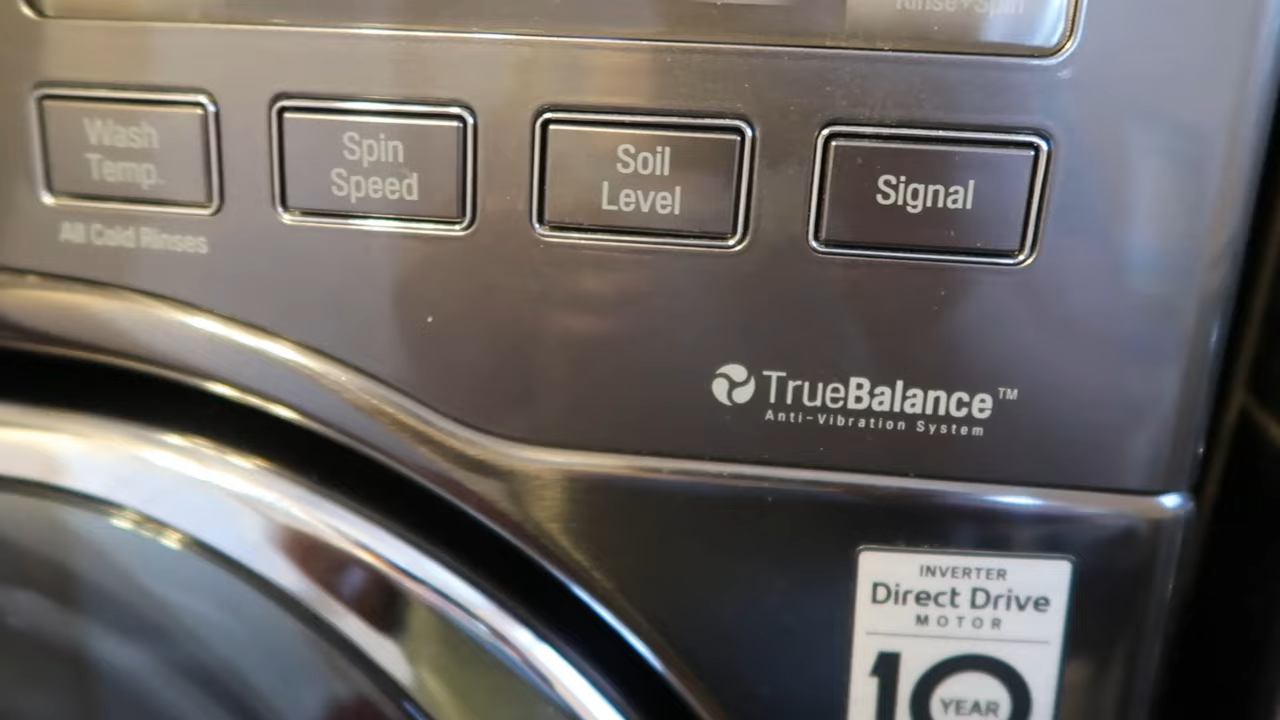 Rinse+Spin
Wash
Temp.
Spin
Speed
Soil
Level
Signal
All Cold Rinses
TrueBalance™
Anti-Vibration System
INVERTER
Direct Drive
MOTOR
10
YEAR